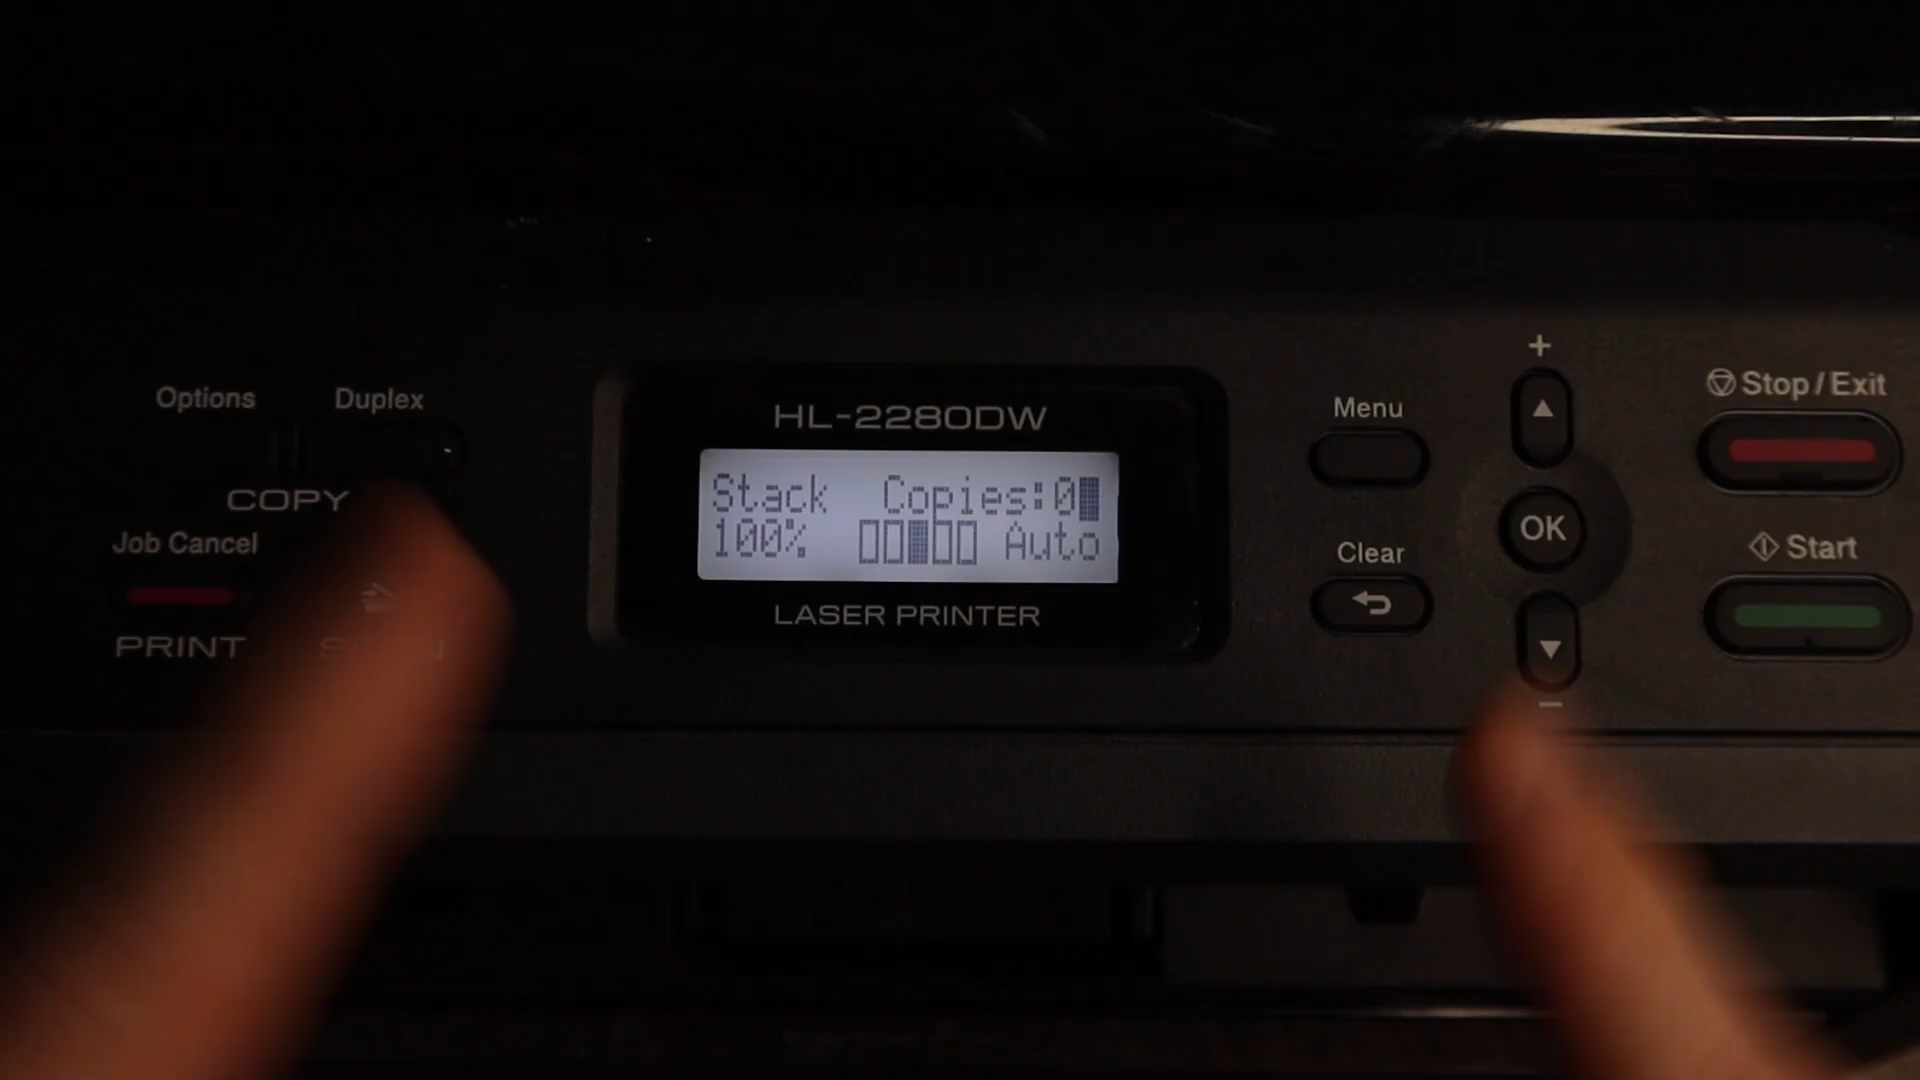 Options
Duplex
COPY
Job Cancel
PRINT
HL-2280DW
Stack Copies:0
100% Auto
LASER PRINTER
Menu
Clear
+
OK
-
Stop/Exit
Start